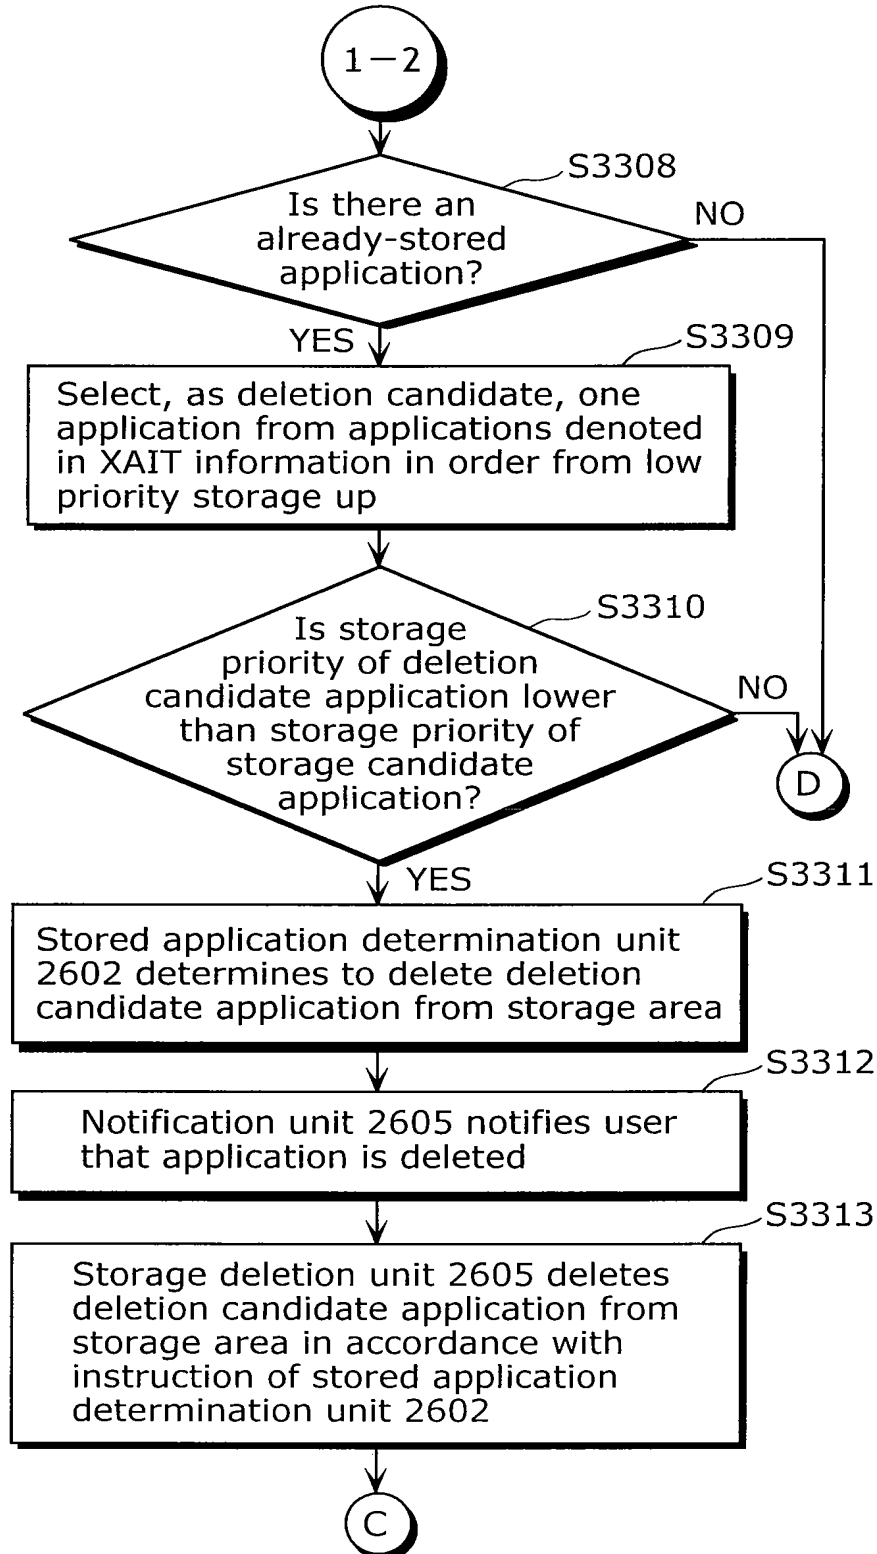 1-2
S3308
Is there an
already-stored
application?
NO
YES
S3309
Select, as deletion candidate, one
application from applications denoted
in XAIT information in order from low
priority storage up
S3310
Is storage
priority of deletion
candidate application lower
than storage priority of
storage candidate
application?
NO
D
YES
S3311
Stored application determination unit
2602 determines to delete deletion
candidate application from storage area
S3312
Notification unit 2605 notifies user
that application is deleted
S3313
Storage deletion unit 2605 deletes
deletion candidate application from
storage area in accordance with
instruction of stored application
determination unit 2602
C